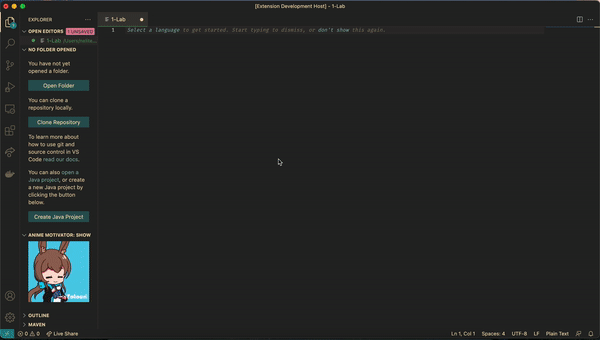 [Extension Development Host] - 1-Lab
EXPLORER
1-Lab
OPEN EDITORS
1 UNSAVED
1-Lab
NO FOLDER OPENED
1
Select a language to get started. Start typing to dismiss, or don't show this again.
You have not yet
opened a folder.
Open Folder
You can clone a
repository locally.
Clone Repository
To learn more about
how to use git and
source control in VS
Code read our docs.
You can also open a
Java project, or create
a new Java project by
clicking the button
below.
Create Java Project
ANIME MOTIVATOR: SHOW
OUTLINE
MAVEN
0
0
Live Share
Ln 1, Col 1
Spaces: 4
UTF-8
LF
Plain Text